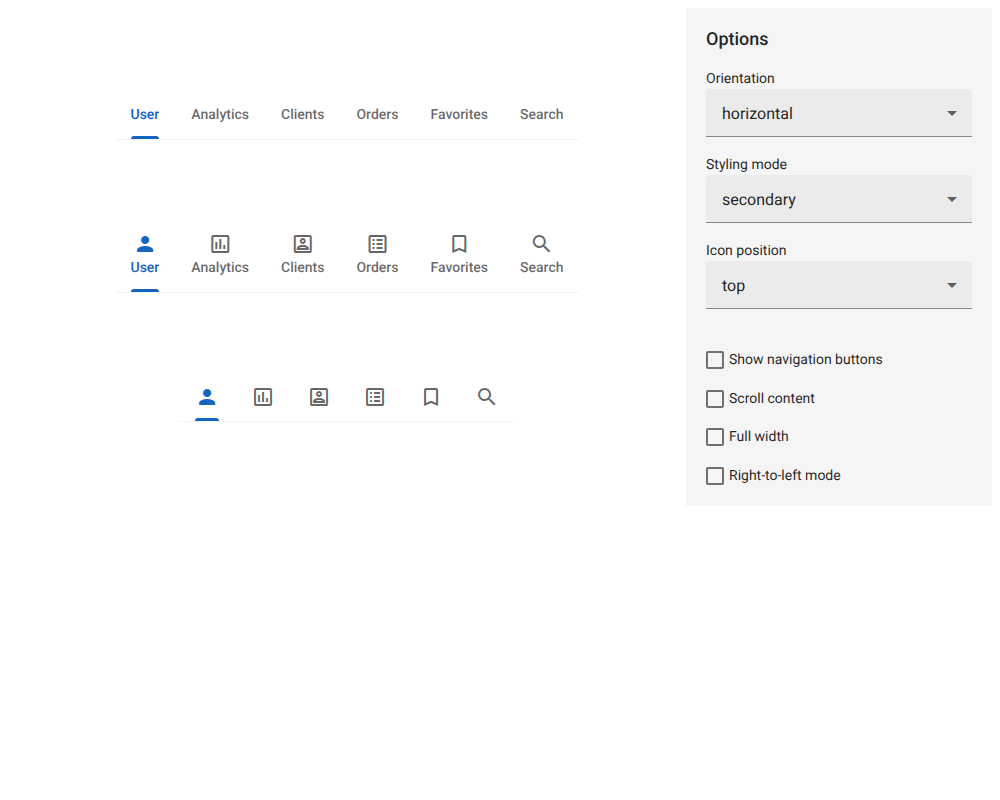 User Analytics Clients Orders Favorites Search
User Analytics Clients Orders Favorites Search
Options
Orientation
horizontal
Styling mode
secondary
Icon position
top
Show navigation buttons
Scroll content
Full width
Right-to-left mode